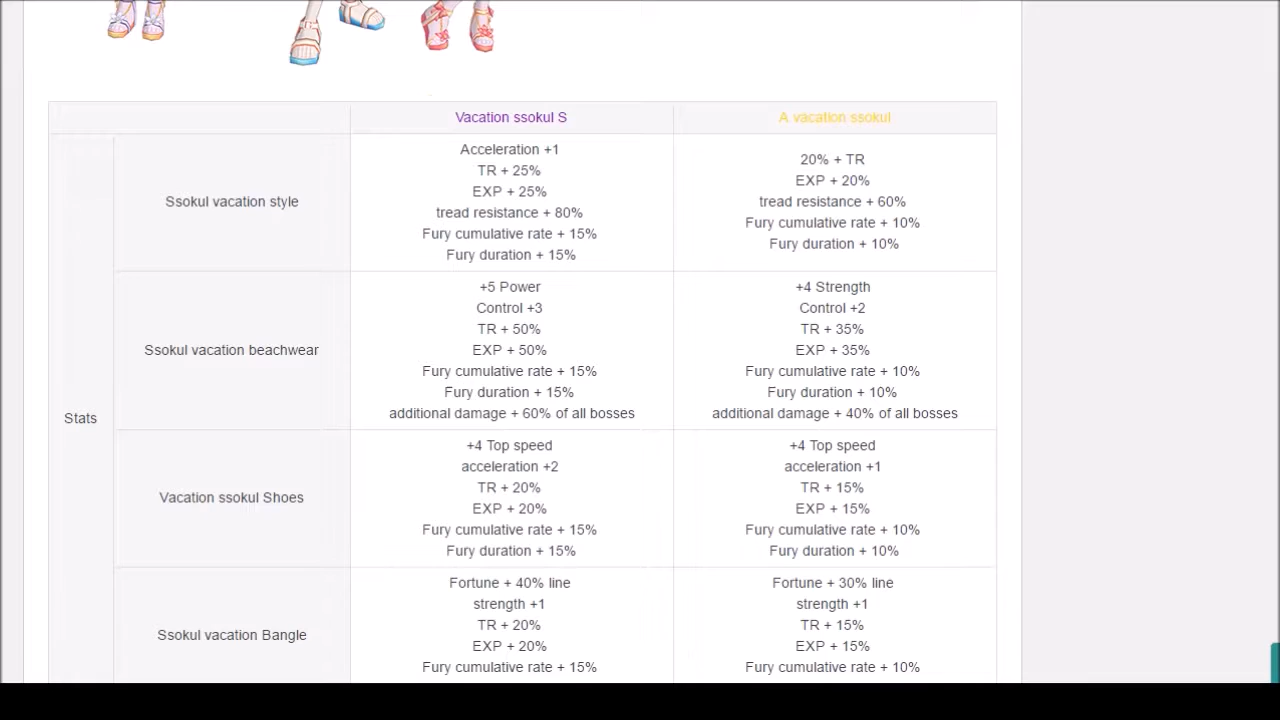 Vacation ssokul S
A vacation ssokul
Stats
Ssokul vacation style
Acceleration +1
TR + 25%
EXP + 25%
tread resistance + 80%
Fury cumulative rate + 15%
Fury duration + 15%
20% + TR
EXP + 20%
tread resistance + 60%
Fury cumulative rate + 10%
Fury duration + 10%
Ssokul vacation beachwear
+5 Power
Control +3
TR + 50%
EXP + 50%
Fury cumulative rate + 15%
Fury duration + 15%
additional damage + 60% of all bosses
+4 Strength
Control +2
TR + 35%
EXP + 35%
Fury cumulative rate + 10%
Fury duration + 10%
additional damage + 40% of all bosses
Vacation ssokul Shoes
+4 Top speed
acceleration +2
TR + 20%
EXP + 20%
Fury cumulative rate + 15%
Fury duration + 15%
+4 Top speed
acceleration +1
TR + 15%
EXP + 15%
Fury cumulative rate + 10%
Fury duration + 10%
Ssokul vacation Bangle
Fortune + 40% line
strength +1
TR + 20%
EXP + 20%
Fury cumulative rate + 15%
Fortune + 30% line
strength +1
TR + 15%
EXP + 15%
Fury cumulative rate + 10%